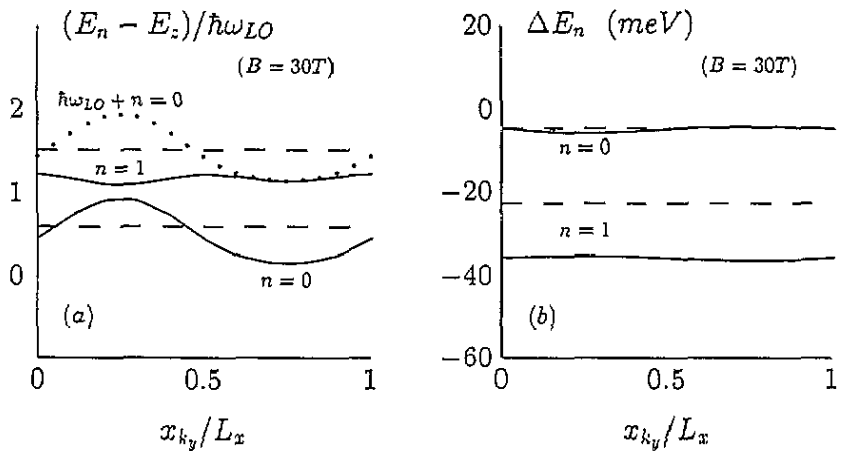 (E_n − E_z)/ħω_LO
(B = 30T)
ħω_LO + n = 0
n = 1
n = 0
(a)
2
1
0
0
0.5
1
x_{k_y}/L_x
ΔE_n (meV)
(B = 30T)
n = 0
n = 1
(b)
20
0
−20
−40
−60
0
0.5
1
x_{k_y}/L_x